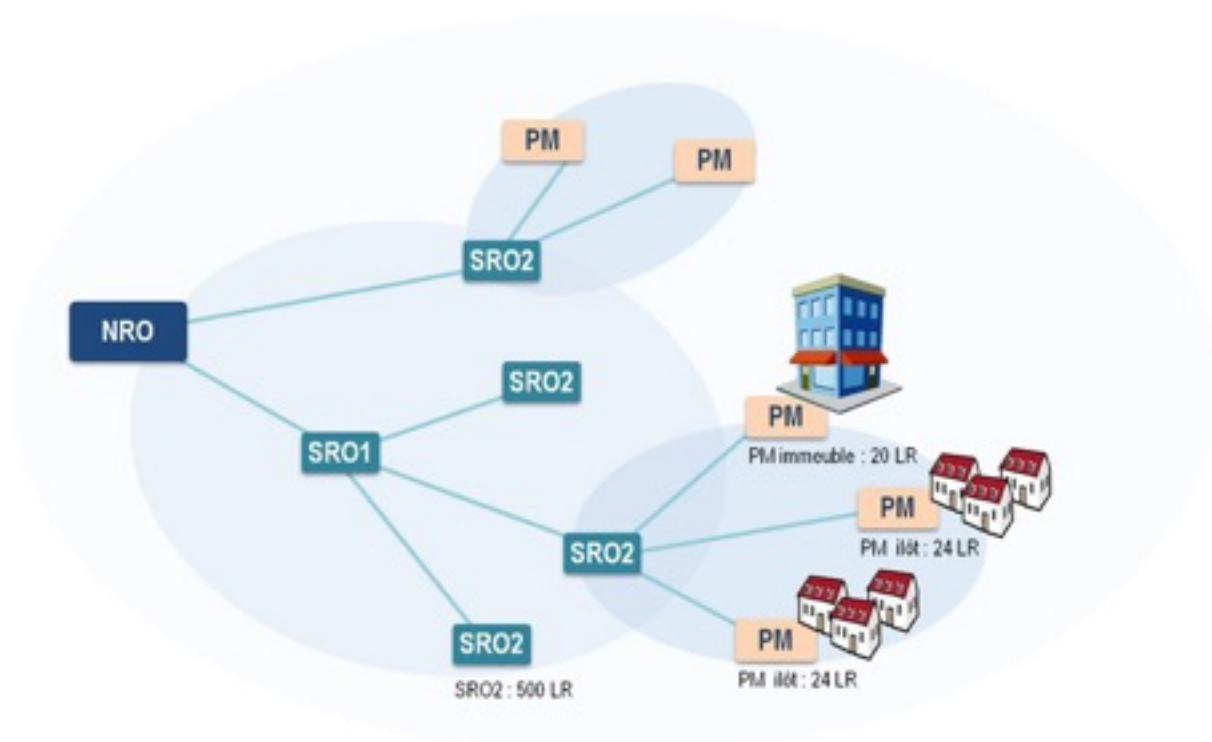 PM
PM
SRO2
NRO
SRO2
PM
SRO1
PM immeuble : 20 LR
PM
SRO2
PM ilôt : 24 LR
SRO2
PM
SRO2 : 500 LR
PM ilôt : 24 LR